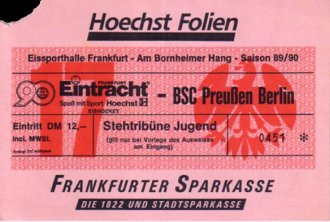 Hoechst Folien
Eissporthalle Frankfurt - Am Bornheimer Hang - Saison 89/90
FRANKFURT
Eintracht - BSC Preußen Berlin
Spaß mit Sport Hoechst
EISHOCKEY
Eintritt DM 12,— Stehtribüne Jugend
incl. MWSt. (gilt nur bei Vorlage des Ausweises 0451 *
am Eingang)
FRANKFURTER SPARKASSE
DIE 1822 UND STADTSPARKASSE